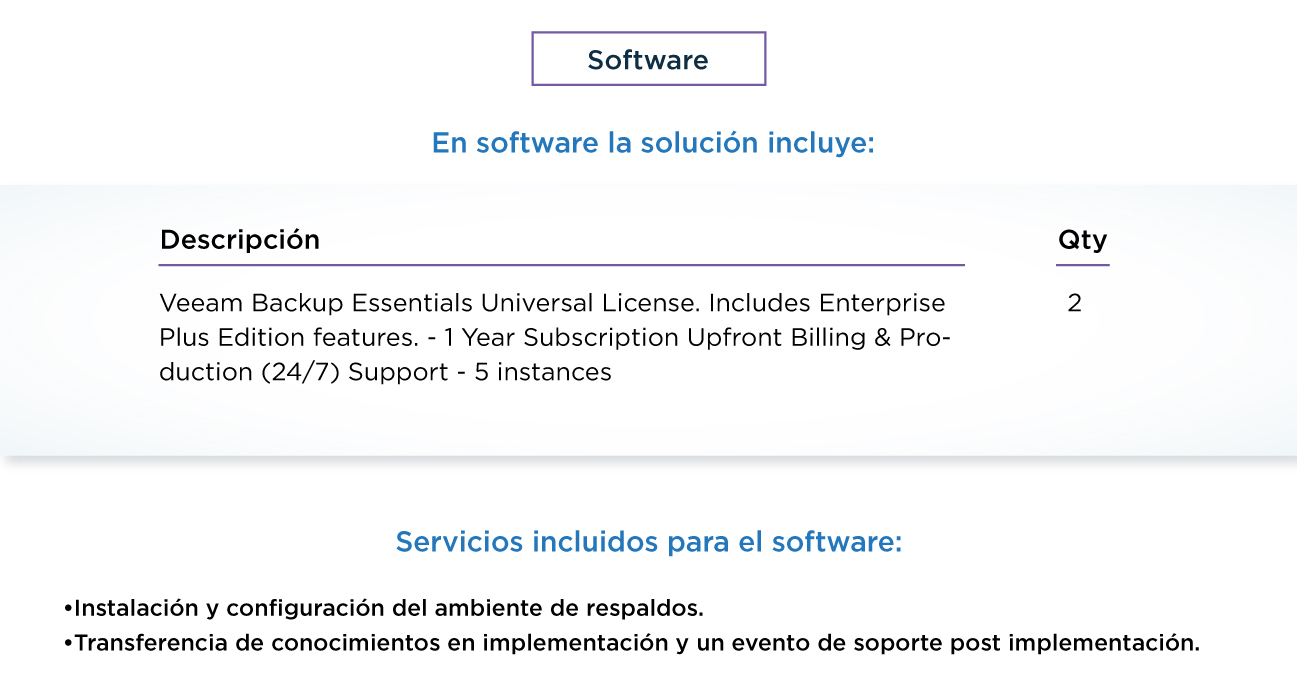 Software
En software la solución incluye:
Descripción
Qty
Veeam Backup Essentials Universal License. Includes Enterprise
2
Plus Edition features. - 1 Year Subscription Upfront Billing & Pro-
duction (24/7) Support - 5 instances
Servicios incluidos para el software:
•Instalación y configuración del ambiente de respaldos.
•Transferencia de conocimientos en implementación y un evento de soporte post implementación.